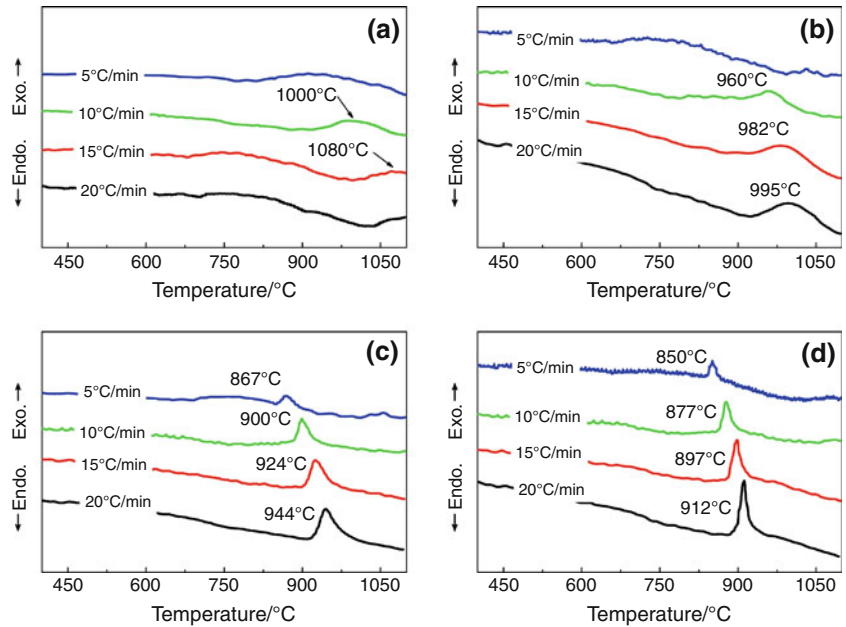 (a)
5°C/min
10°C/min
15°C/min
20°C/min
1000°C
1080°C
← Endo. Exo. →
450 600 750 900 1050
Temperature/°C
(b)
5°C/min
10°C/min
15°C/min
20°C/min
960°C
982°C
995°C
← Endo. Exo. →
450 600 750 900 1050
Temperature/°C
(c)
5°C/min
10°C/min
15°C/min
20°C/min
867°C
900°C
924°C
944°C
← Endo. Exo. →
450 600 750 900 1050
Temperature/°C
(d)
5°C/min
10°C/min
15°C/min
20°C/min
850°C
877°C
897°C
912°C
← Endo. Exo. →
450 600 750 900 1050
Temperature/°C